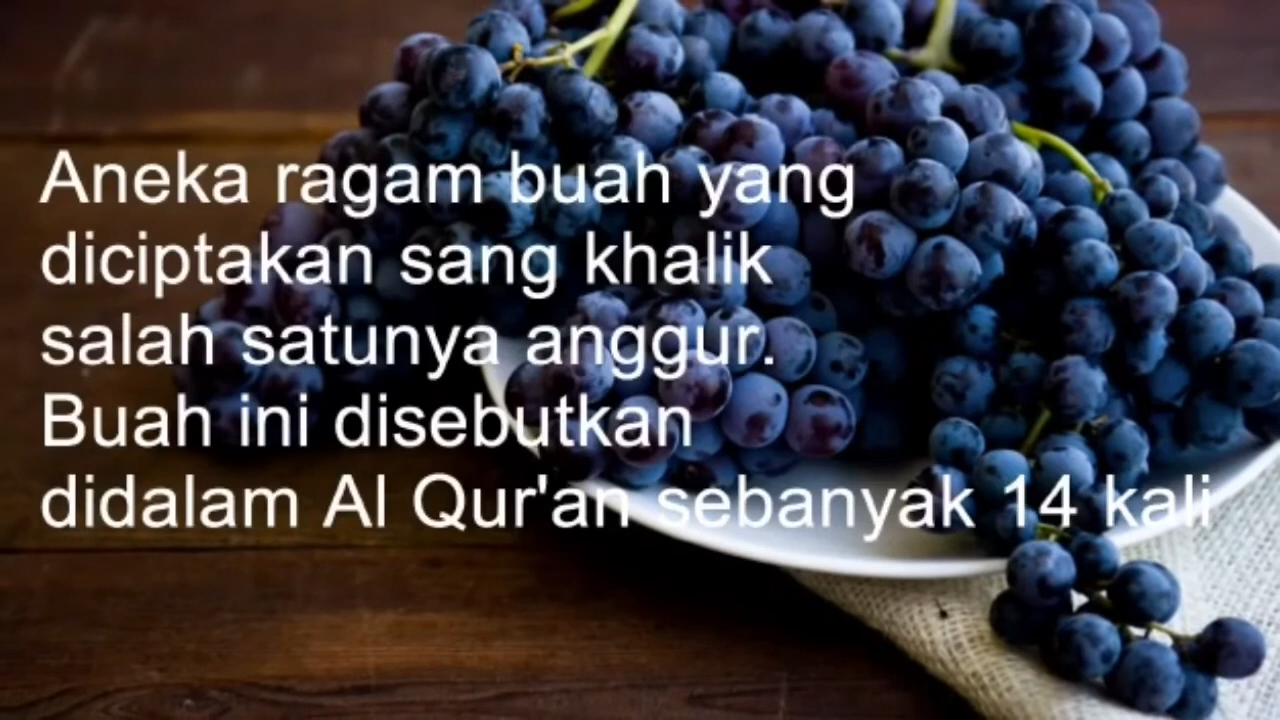 Aneka ragam buah yang
diciptakan sang khalik
salah satunya anggur.
Buah ini disebutkan
didalam Al Qur'an sebanyak 14 kali